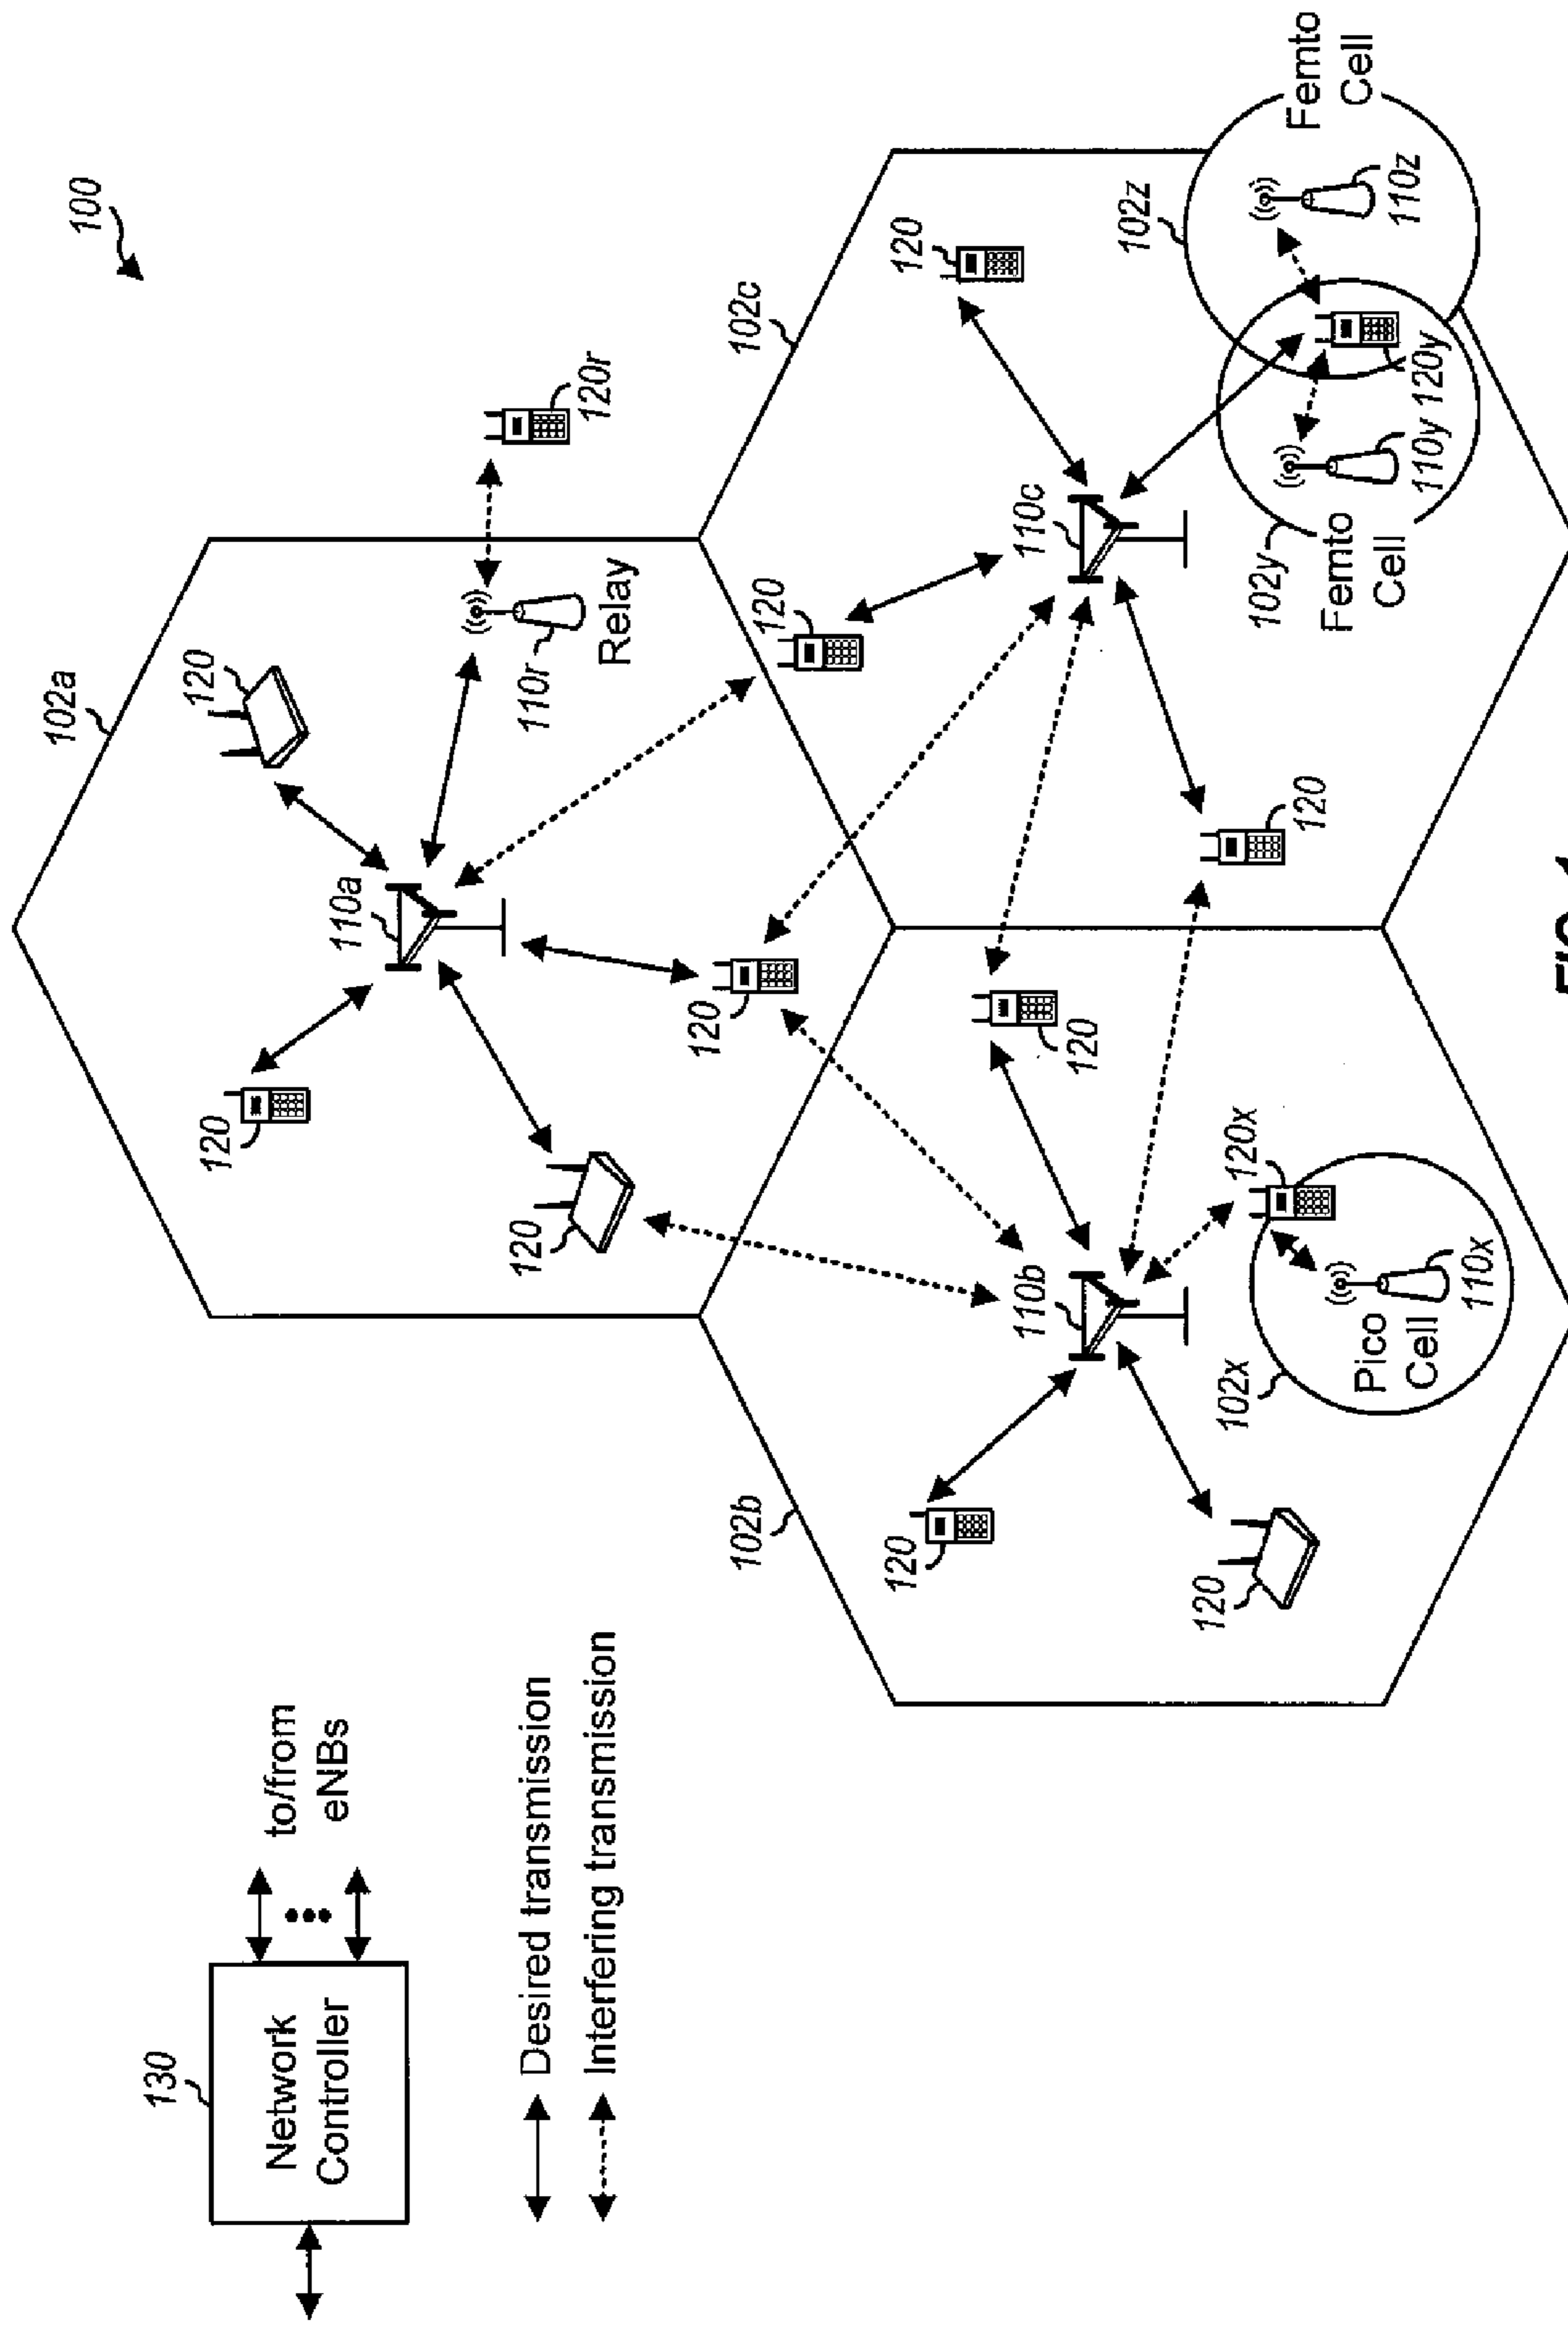 100
130
Network
Controller
to/from
eNBs
Desired transmission
Interfering transmission
102a
120
110a
120
120
120
110r
Relay
120r
120
102b
120
110b
120
120
102x
Pico
Cell
120x
110x
102c
120
120
110c
120
102y
Femto
Cell
110y
120y
102z
110z
Femto
Cell
FIG. 1